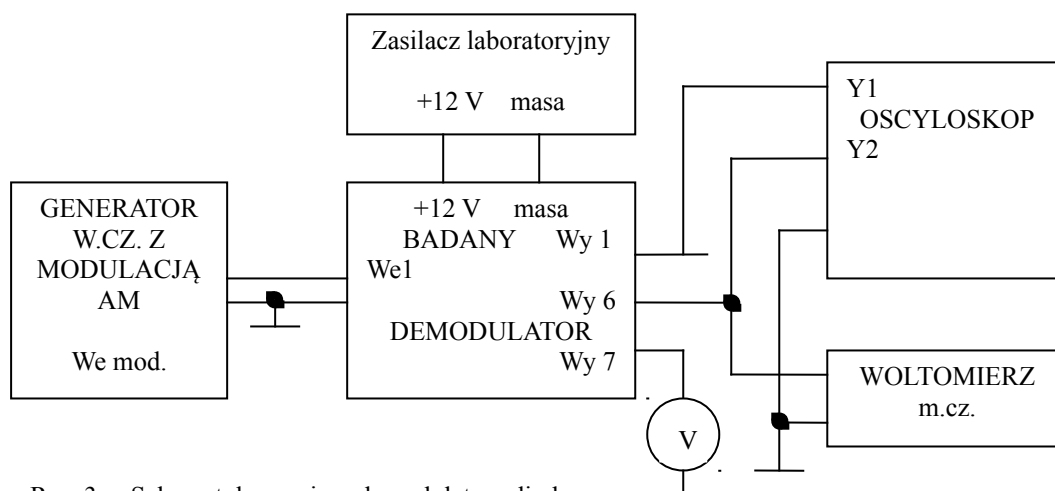 Zasilacz laboratoryjny
+12 V masa
Y1
OSCYLOSKOP
Y2
GENERATOR
W.CZ. Z
MODULACJĄ
AM
We mod.
+12 V masa
BADANY Wy 1
We1
Wy 6
DEMODULATOR
Wy 7
WOLTOMIERZ
m.cz.
V